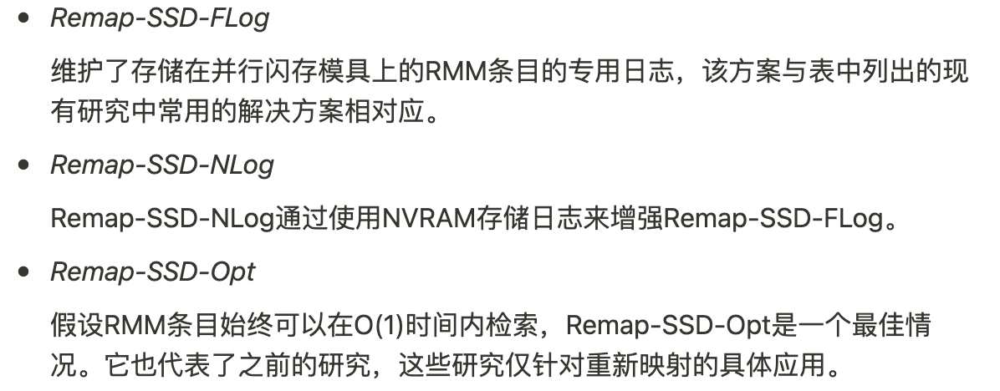 • Remap-SSD-FLog
维护了存储在并行闪存模具上的RMM条目的专用日志，该方案与表中列出的现
有研究中常用的解决方案相对应。
• Remap-SSD-NLog
Remap-SSD-NLog通过使用NVRAM存储日志来增强Remap-SSD-FLog。
• Remap-SSD-Opt
假设RMM条目始终可以在O(1)时间内检索，Remap-SSD-Opt是一个最佳情
况。它也代表了之前的研究，这些研究仅针对重新映射的具体应用。